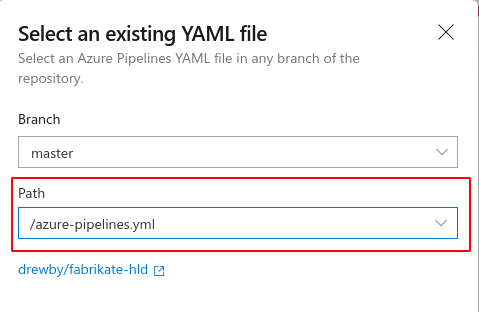 Select an existing YAML file
Select an Azure Pipelines YAML file in any branch of the
repository.
Branch
master
Path
/azure-pipelines.yml
drewby/fabrikate-hld